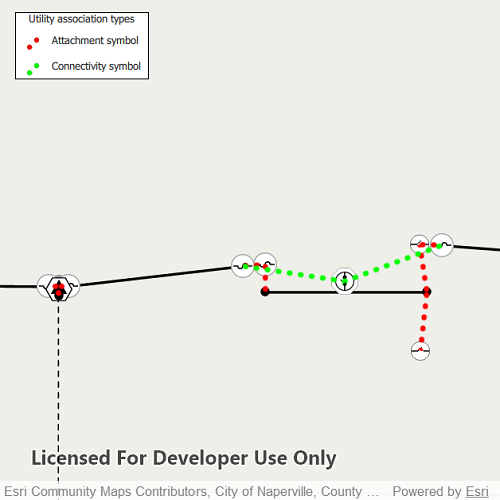 Utility association types
Attachment symbol
Connectivity symbol
Licensed For Developer Use Only
Esri Community Maps Contributors, City of Naperville, County ... Powered by Esri